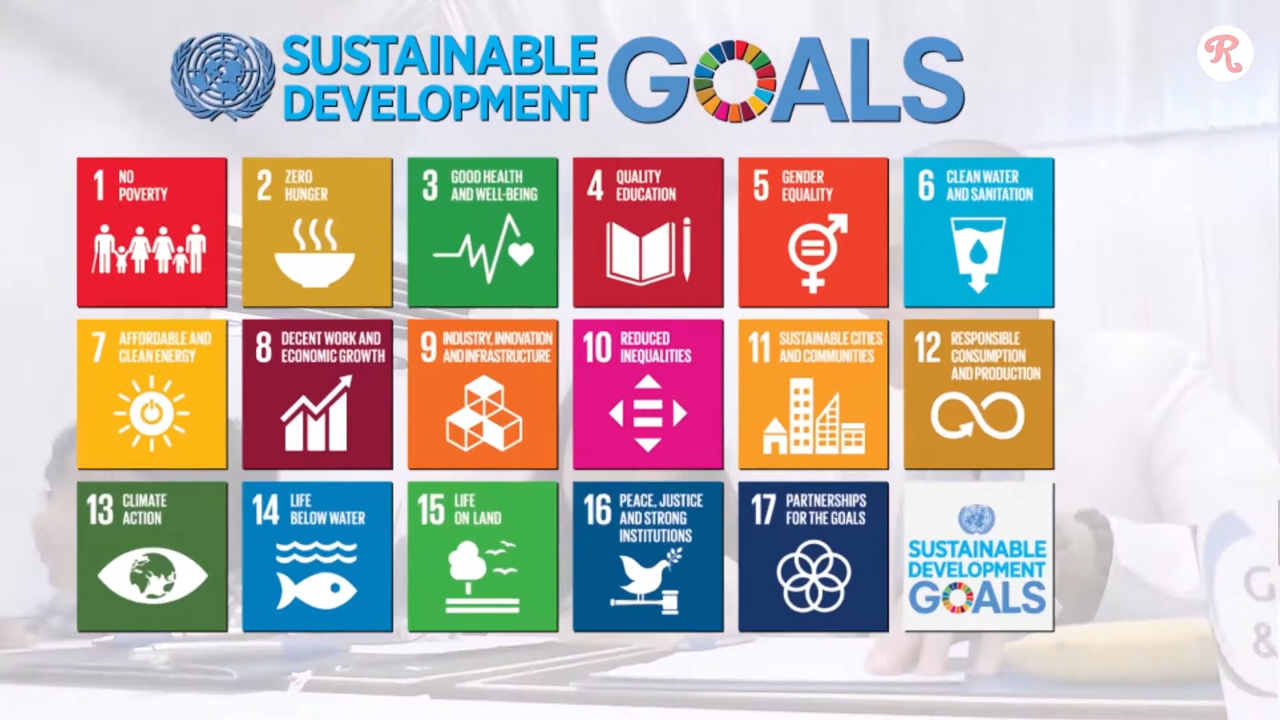 SUSTAINABLE
DEVELOPMENT
GOALS
R
1 NO
POVERTY
2 ZERO
HUNGER
3 GOOD HEALTH
AND WELL-BEING
4 QUALITY
EDUCATION
5 GENDER
EQUALITY
6 CLEAN WATER
AND SANITATION
7 AFFORDABLE AND
CLEAN ENERGY
8 DECENT WORK AND
ECONOMIC GROWTH
9 INDUSTRY, INNOVATION
AND INFRASTRUCTURE
10 REDUCED
INEQUALITIES
11 SUSTAINABLE CITIES
AND COMMUNITIES
12 RESPONSIBLE
CONSUMPTION
AND PRODUCTION
13 CLIMATE
ACTION
14 LIFE
BELOW WATER
15 LIFE
ON LAND
16 PEACE, JUSTICE
AND STRONG
INSTITUTIONS
17 PARTNERSHIPS
FOR THE GOALS
SUSTAINABLE
DEVELOPMENT
GOALS
G
&